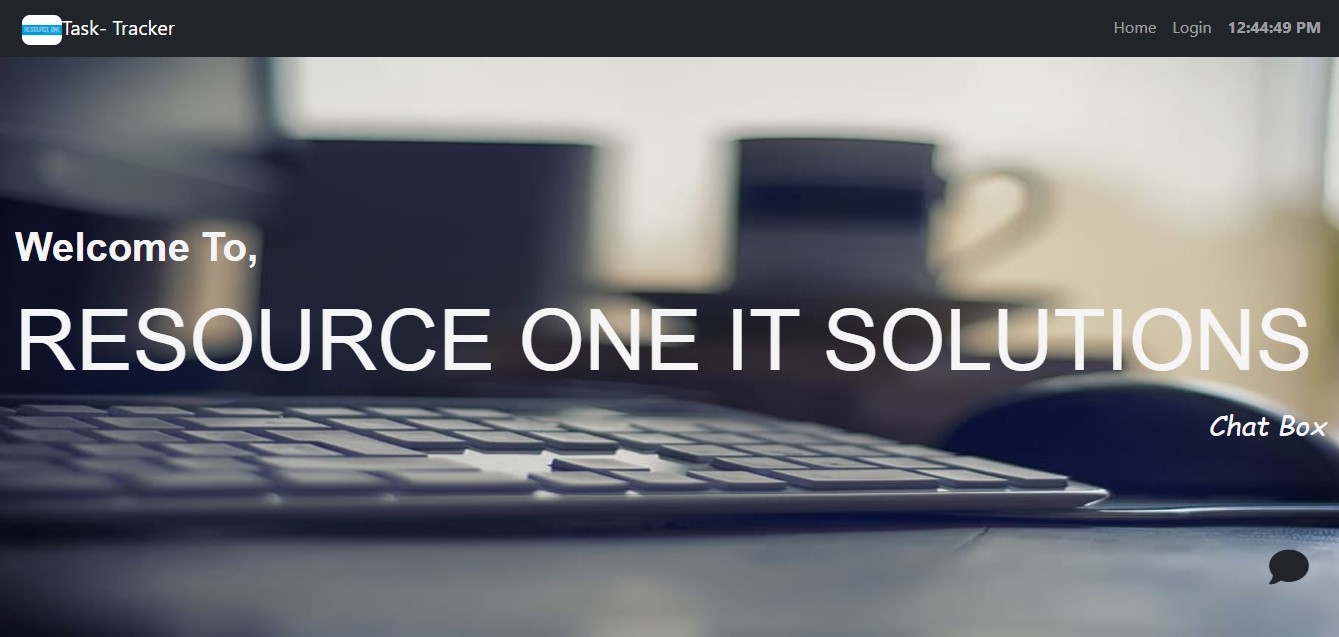 RESOURCE ONE Task- Tracker Home Login 12:44:49 PM
Welcome To,
RESOURCE ONE IT SOLUTIONS
Chat Box